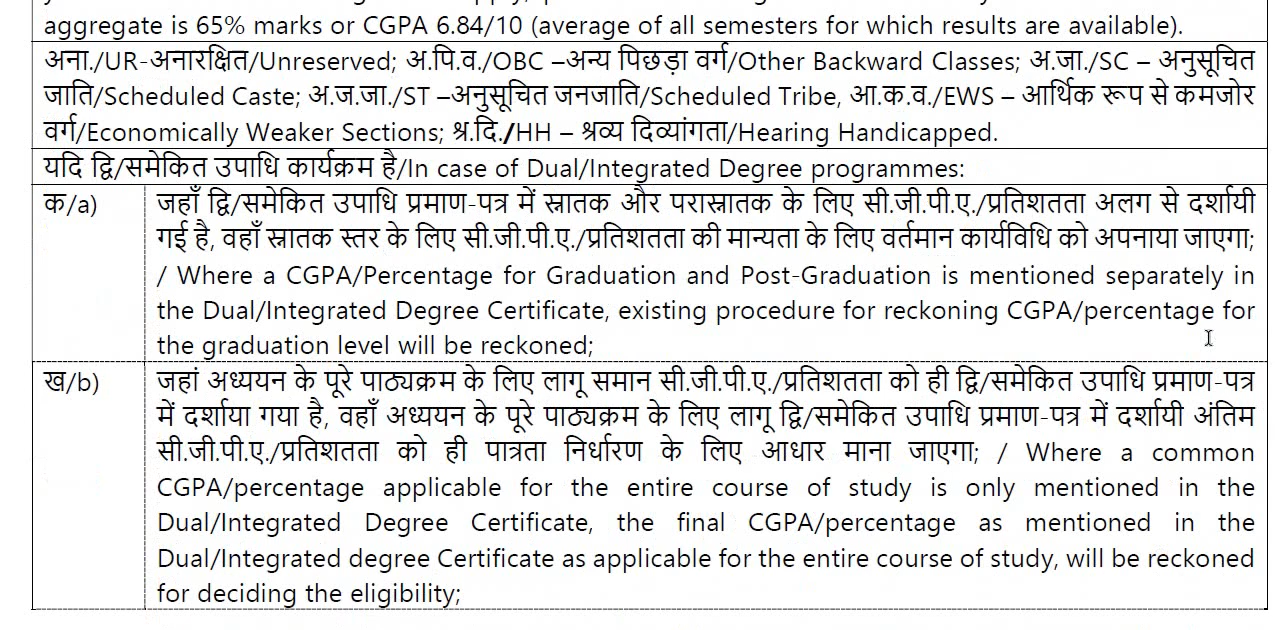 aggregate is 65% marks or CGPA 6.84/10 (average of all semesters for which results are available).
अना./UR-अनारक्षित/Unreserved; अ.पि.व./OBC –अन्य पिछड़ा वर्ग/Other Backward Classes; अ.जा./SC – अनुसूचित
जाति/Scheduled Caste; अ.ज.जा./ST –अनुसूचित जनजाति/Scheduled Tribe, आ.क.व./EWS – आर्थिक रूप से कमजोर
वर्ग/Economically Weaker Sections; श्र.दि./HH – श्रव्य दिव्यांगता/Hearing Handicapped.
यदि द्वि/समेकित उपाधि कार्यक्रम है/In case of Dual/Integrated Degree programmes:
क/a) जहाँ द्वि/समेकित उपाधि प्रमाण-पत्र में स्नातक और परास्नातक के लिए सी.जी.पी.ए./प्रतिशतता अलग से दर्शायी
गई है, वहाँ स्नातक स्तर के लिए सी.जी.पी.ए./प्रतिशतता की मान्यता के लिए वर्तमान कार्यविधि को अपनाया जाएगा;
/ Where a CGPA/Percentage for Graduation and Post-Graduation is mentioned separately in
the Dual/Integrated Degree Certificate, existing procedure for reckoning CGPA/percentage for
the graduation level will be reckoned;
ख/b) जहां अध्ययन के पूरे पाठ्यक्रम के लिए लागू समान सी.जी.पी.ए./प्रतिशतता को ही द्वि/समेकित उपाधि प्रमाण-पत्र
में दर्शाया गया है, वहाँ अध्ययन के पूरे पाठ्यक्रम के लिए लागू द्वि/समेकित उपाधि प्रमाण-पत्र में दर्शायी अंतिम
सी.जी.पी.ए./प्रतिशतता को ही पात्रता निर्धारण के लिए आधार माना जाएगा; / Where a common
CGPA/percentage applicable for the entire course of study is only mentioned in the
Dual/Integrated Degree Certificate, the final CGPA/percentage as mentioned in the
Dual/Integrated degree Certificate as applicable for the entire course of study, will be reckoned
for deciding the eligibility;